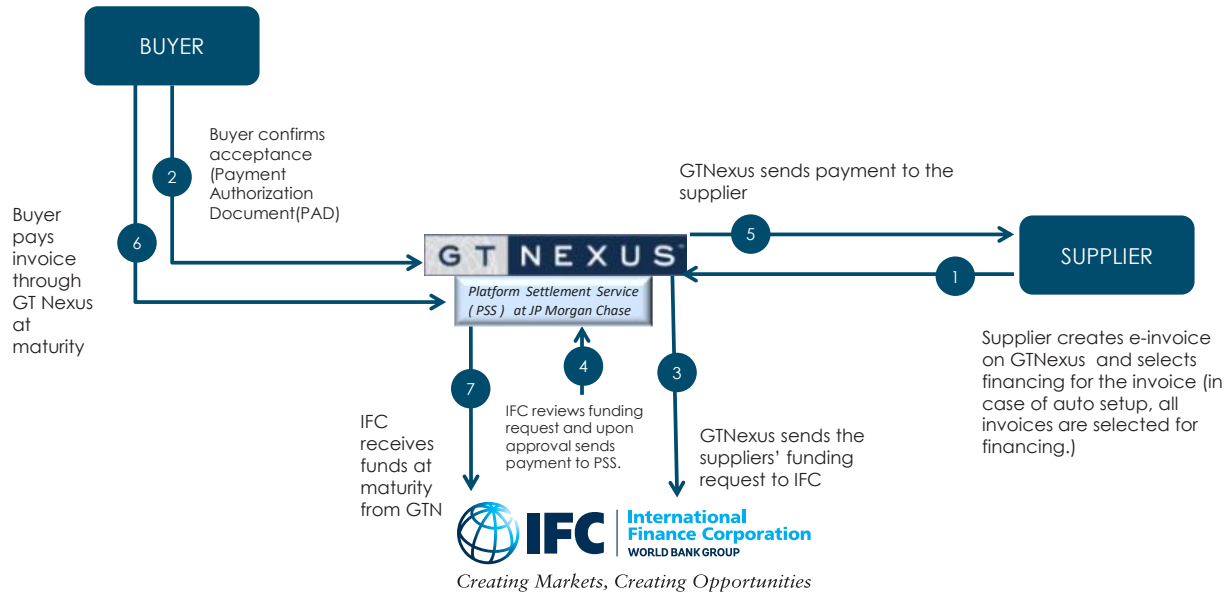 BUYER
Buyer confirms
acceptance
(Payment
Authorization
Document(PAD)
2
Buyer
pays
invoice
through
GT Nexus
at
maturity
6
GTNexus sends payment to the
supplier
5
GT NEXUS™
Platform Settlement Service
( PSS ) at JP Morgan Chase
1
SUPPLIER
Supplier creates e-invoice
on GTNexus and selects
financing for the invoice (in
case of auto setup, all
invoices are selected for
financing.)
7
4
3
IFC
receives
funds at
maturity
from GTN
IFC reviews funding
request and upon
approval sends
payment to PSS.
GTNexus sends the
suppliers’ funding
request to IFC
IFC
International
Finance Corporation
WORLD BANK GROUP
Creating Markets, Creating Opportunities